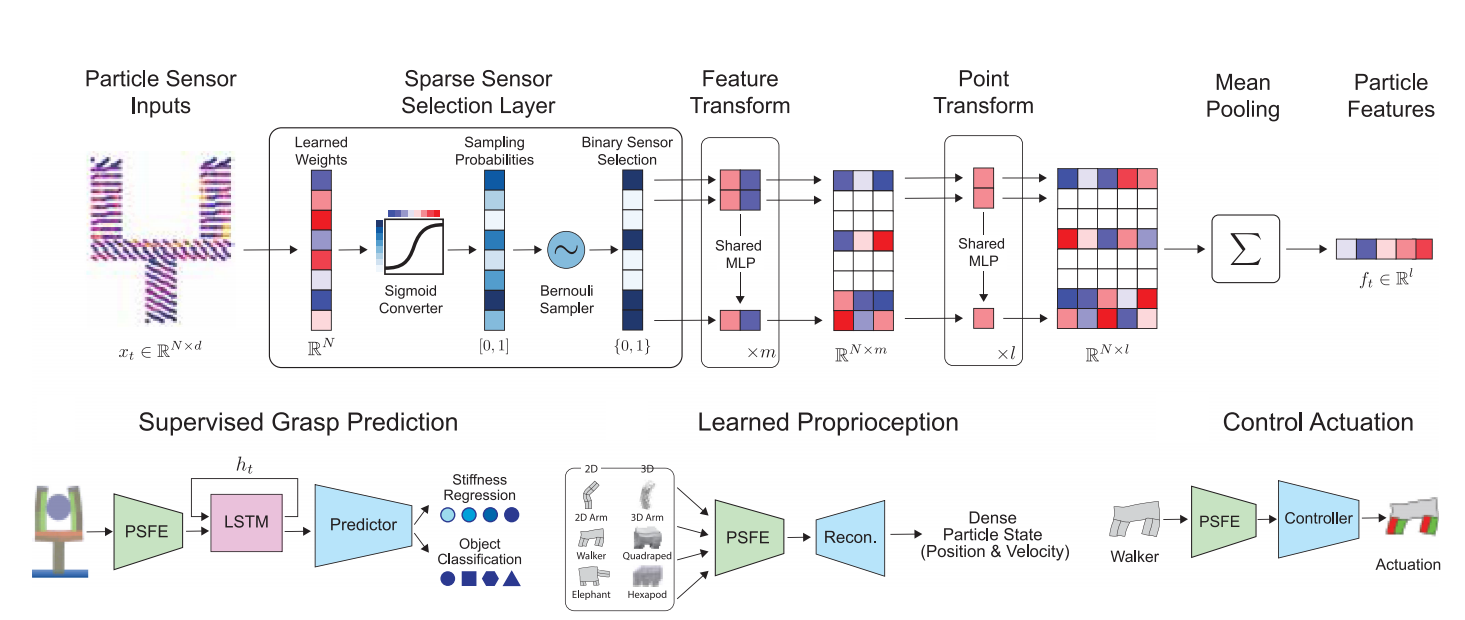 Particle Sensor
Inputs
Sparse Sensor
Selection Layer
Feature
Transform
Point
Transform
Mean
Pooling
Particle
Features
Learned
Weights
Sampling
Probabilities
Binary Sensor
Selection
Sigmoid
Converter
Bernouli
Sampler
~
Shared
MLP
Shared
MLP
∑
$x_t \in \mathbb{R}^{N \times d}$
$\mathbb{R}^N$
[0, 1]
{0, 1}
×m
$\mathbb{R}^{N \times m}$
×l
$\mathbb{R}^{N \times l}$
$f_t \in \mathbb{R}^l$
Supervised Grasp Prediction
$h_t$
PSFE
LSTM
Predictor
Stiffness
Regression
Object
Classification
Learned Proprioception
2D
3D
2D Arm
3D Arm
Walker
Quadraped
Elephant
Hexapod
PSFE
Recon.
Dense
Particle State
(Position & Velocity)
Control Actuation
Walker
PSFE
Controller
Actuation